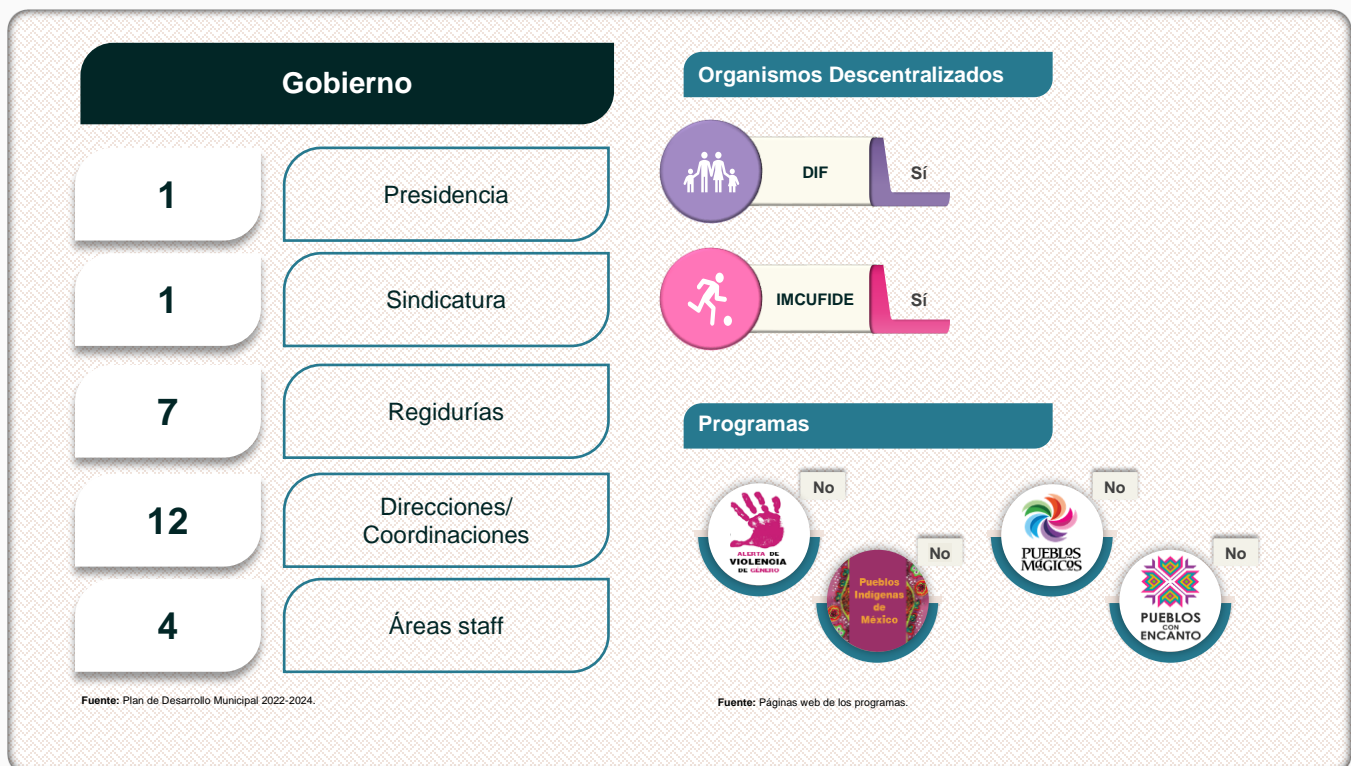 Gobierno
1
Presidencia
1
Sindicatura
7
Regidurías
12
Direcciones/
Coordinaciones
4
Áreas staff
Fuente: Plan de Desarrollo Municipal 2022-2024.
Organismos Descentralizados
DIF
Sí
IMCUFIDE
Sí
Programas
No
ALERTA DE
VIOLENCIA
DE GÉNERO
No
Pueblos
Indígenas
de
México
No
PUEBLOS
MáGICOS
No
PUEBLOS
CON
ENCANTO
Fuente: Páginas web de los programas.